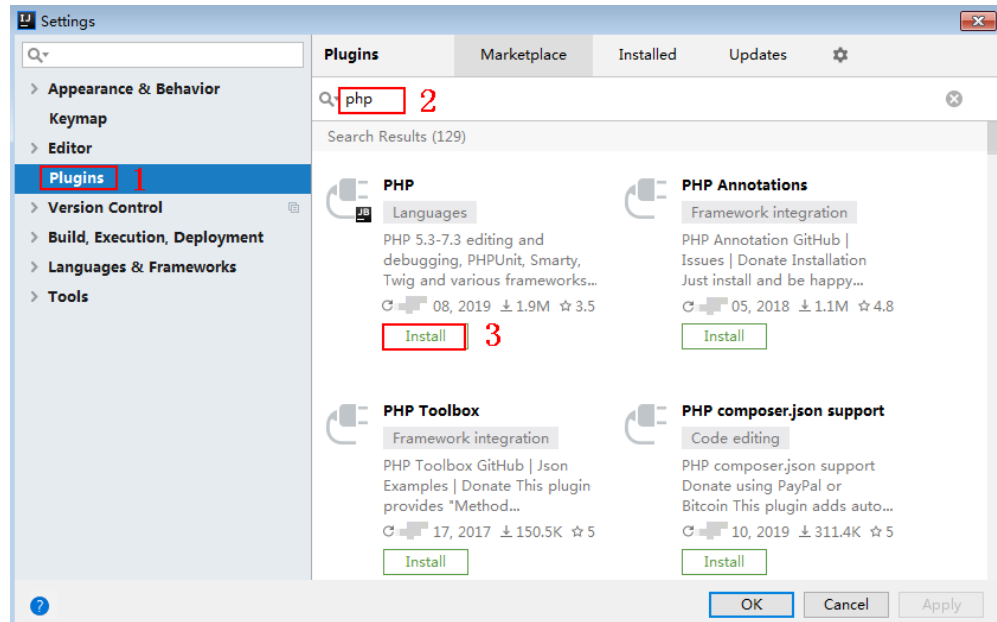 IJ Settings
Plugins Marketplace Installed Updates
Appearance & Behavior
Keymap
Editor
Plugins 1
Version Control
Build, Execution, Deployment
Languages & Frameworks
Tools
php 2
Search Results (129)
PHP
JB
Languages
PHP 5.3-7.3 editing and
debugging, PHPUnit, Smarty,
Twig and various frameworks...
08, 2019 1.9M 3.5
Install 3
PHP Annotations
Framework integration
PHP Annotation GitHub |
Issues | Donate Installation
Just install and be happy...
05, 2018 1.1M 4.8
Install
PHP Toolbox
Framework integration
PHP Toolbox GitHub | Json
Examples | Donate This plugin
provides "Method...
17, 2017 150.5K 5
Install
PHP composer.json support
Code editing
PHP composer.json support
Donate using PayPal or
Bitcoin This plugin adds auto...
10, 2019 311.4K 5
Install
?
OK Cancel Apply